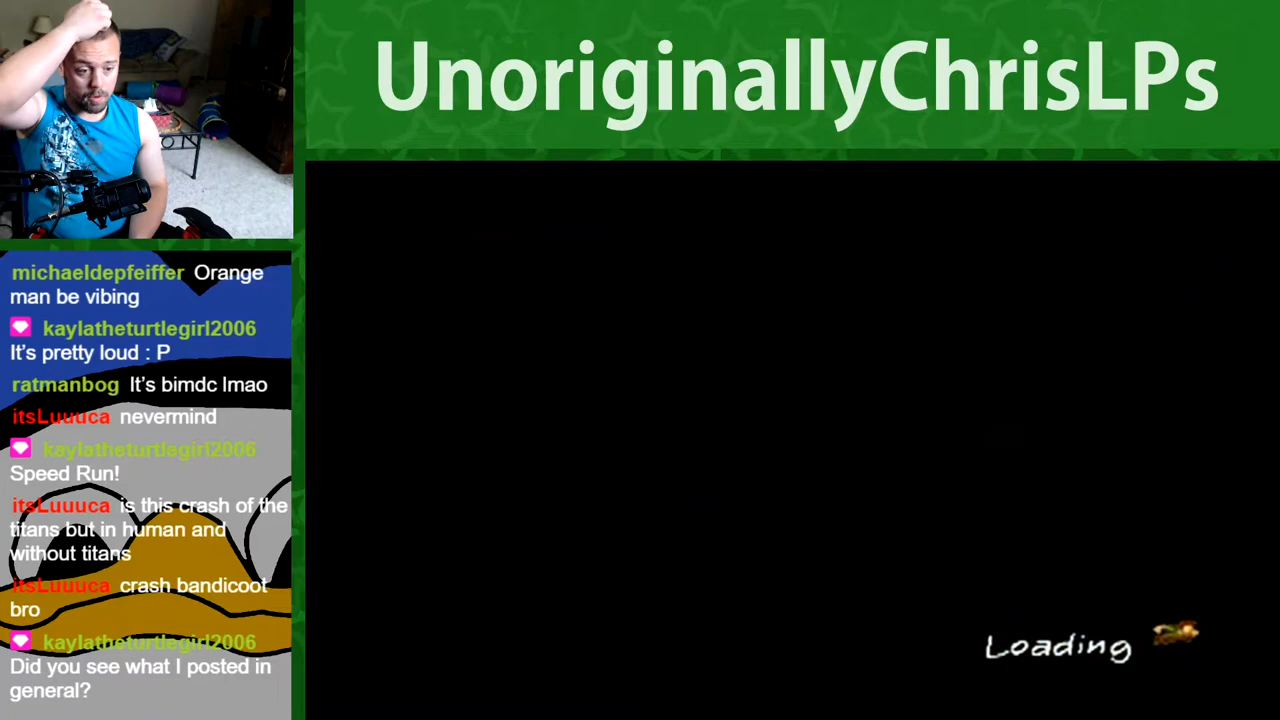 UnoriginallyChrisLPs
michaeldepfeiffer Orange
man be vibing
kaylatheturtlegirl2006
It's pretty loud : P
ratmanbog It's bimdc lmao
itsLuuuca nevermind
kaylatheturtlegirl2006
Speed Run!
itsLuuuca is this crash of the
titans but in human and
without titans
itsLuuuca crash bandicoot
bro
kaylatheturtlegirl2006
Did you see what I posted in
general?
Loading